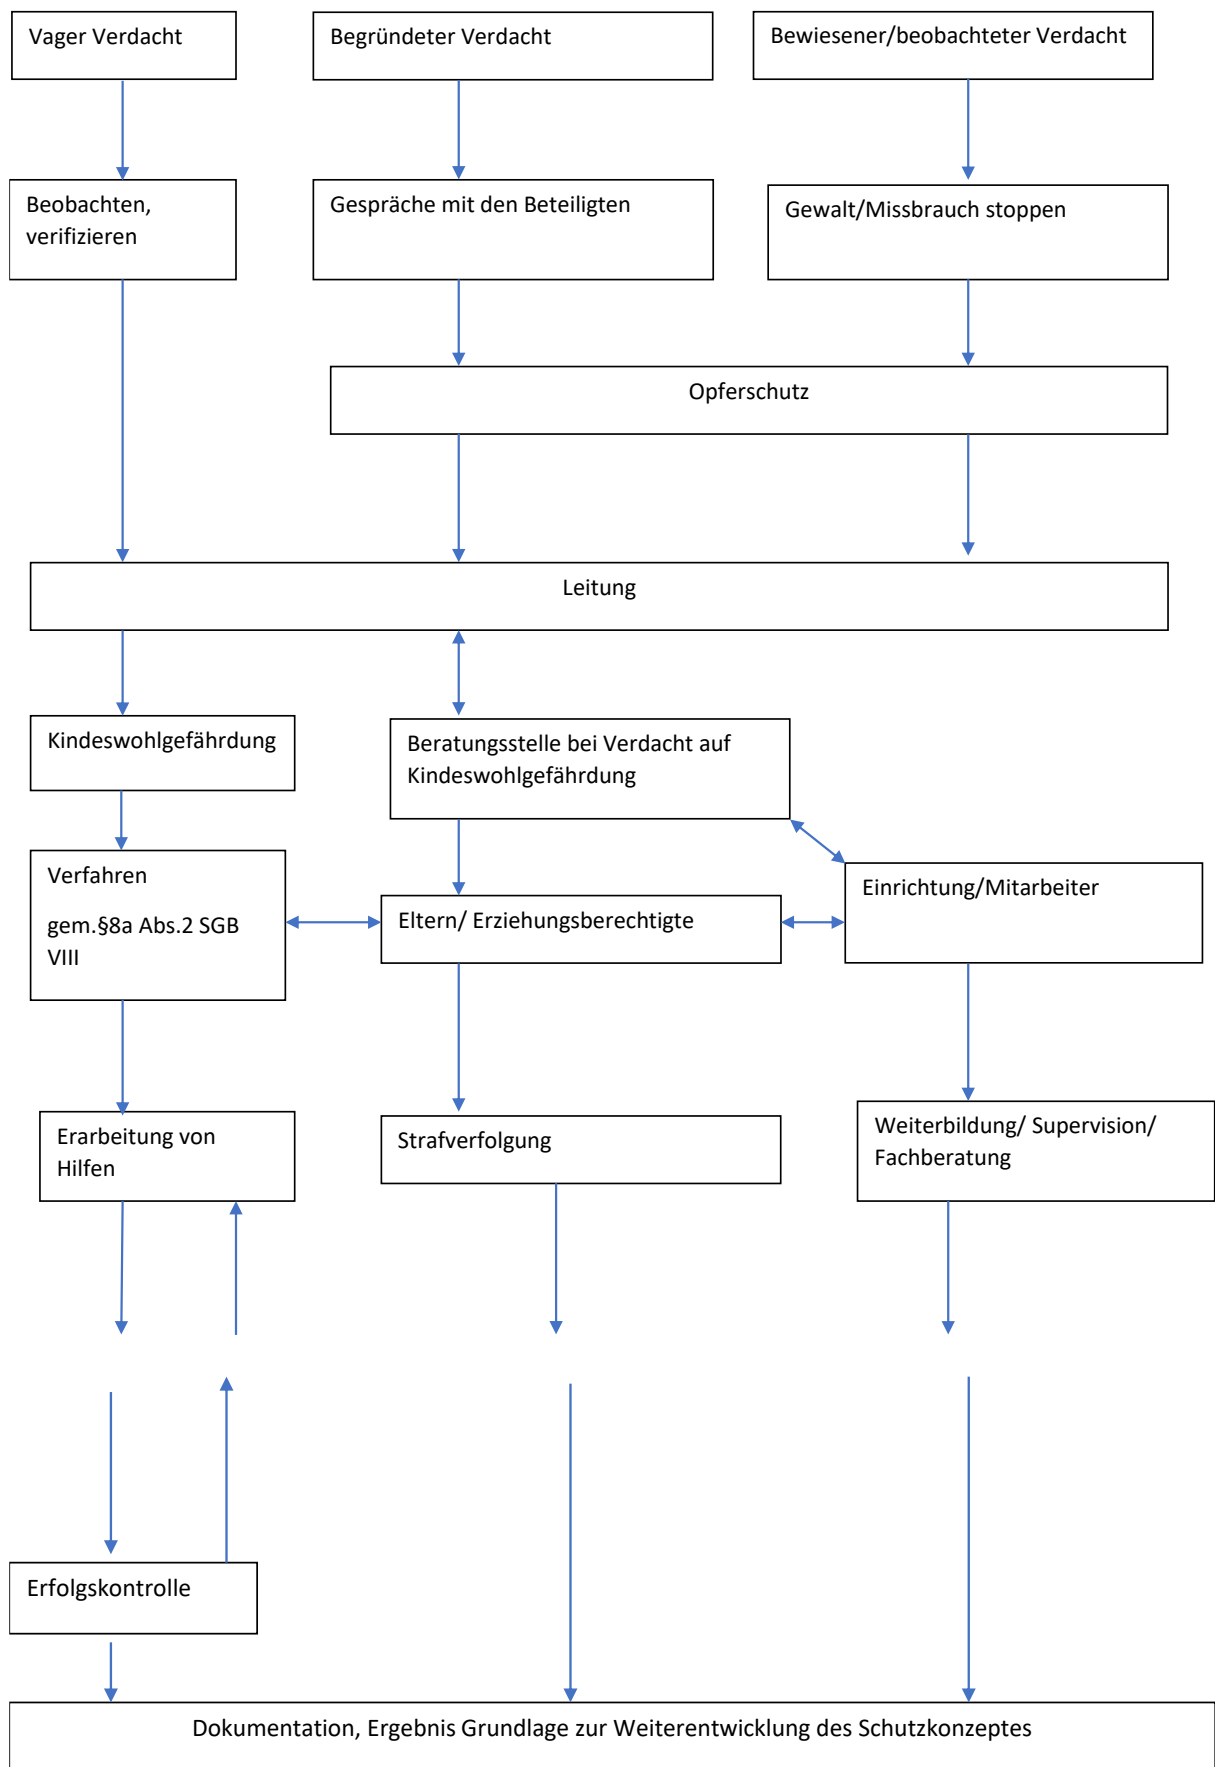 Vager Verdacht
Begründeter Verdacht
Bewiesener/beobachteter Verdacht
Beobachten,
verifizieren
Gespräche mit den Beteiligten
Gewalt/Missbrauch stoppen
Opferschutz
Leitung
Kindeswohlgefährdung
Beratungsstelle bei Verdacht auf
Kindeswohlgefährdung
Verfahren
gem.§8a Abs.2 SGB
VIII
Eltern/ Erziehungsberechtigte
Einrichtung/Mitarbeiter
Erarbeitung von
Hilfen
Strafverfolgung
Weiterbildung/ Supervision/
Fachberatung
Erfolgskontrolle
Dokumentation, Ergebnis Grundlage zur Weiterentwicklung des Schutzkonzeptes